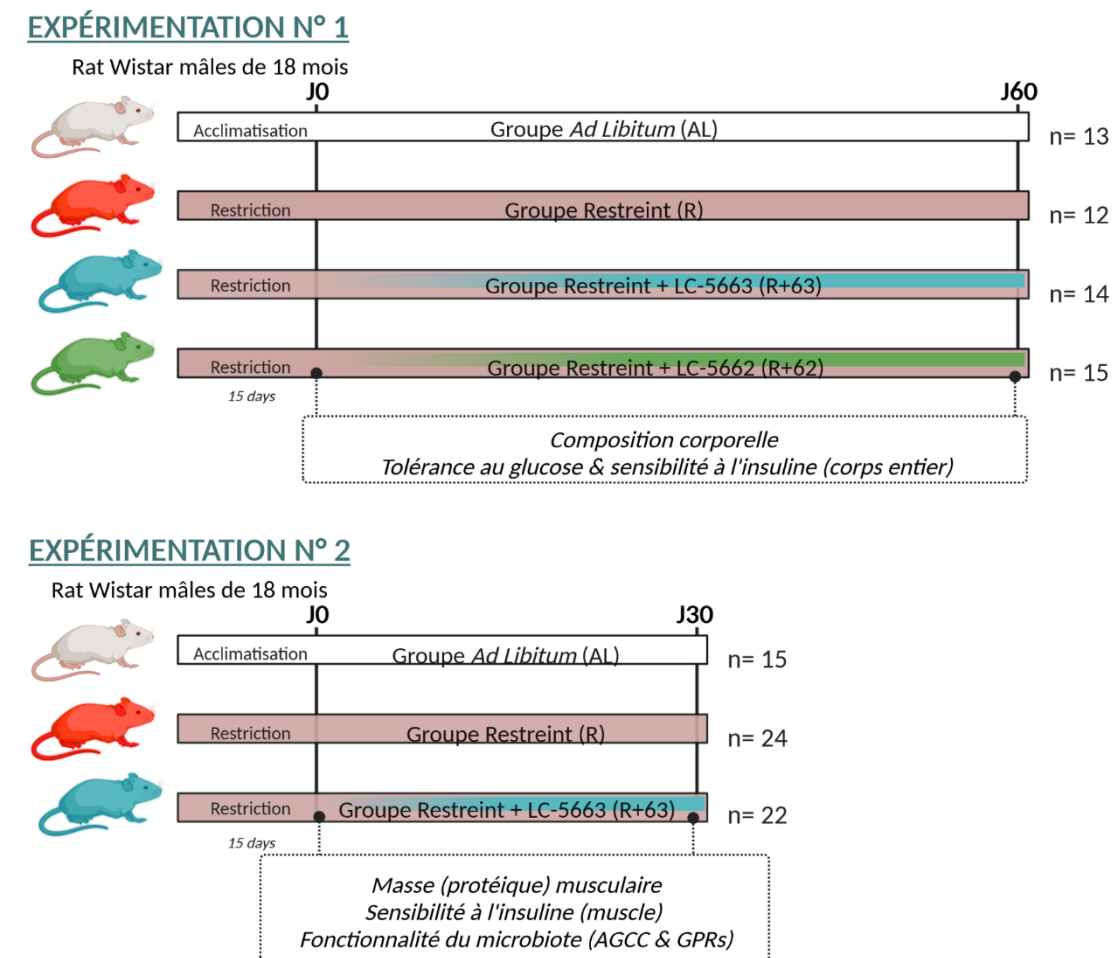 EXPÉRIMENTATION N° 1
Rat Wistar mâles de 18 mois
J0 J60
Acclimatisation Groupe Ad Libitum (AL) n= 13
Restriction Groupe Restreint (R) n= 12
Restriction Groupe Restreint + LC-5663 (R+63) n= 14
Restriction Groupe Restreint + LC-5662 (R+62) n= 15
15 days
Composition corporelle
Tolérance au glucose & sensibilité à l'insuline (corps entier)
EXPÉRIMENTATION N° 2
Rat Wistar mâles de 18 mois
J0 J30
Acclimatisation Groupe Ad Libitum (AL) n= 15
Restriction Groupe Restreint (R) n= 24
Restriction Groupe Restreint + LC-5663 (R+63) n= 22
15 days
Masse (protéique) musculaire
Sensibilité à l'insuline (muscle)
Fonctionnalité du microbiote (AGCC & GPRs)